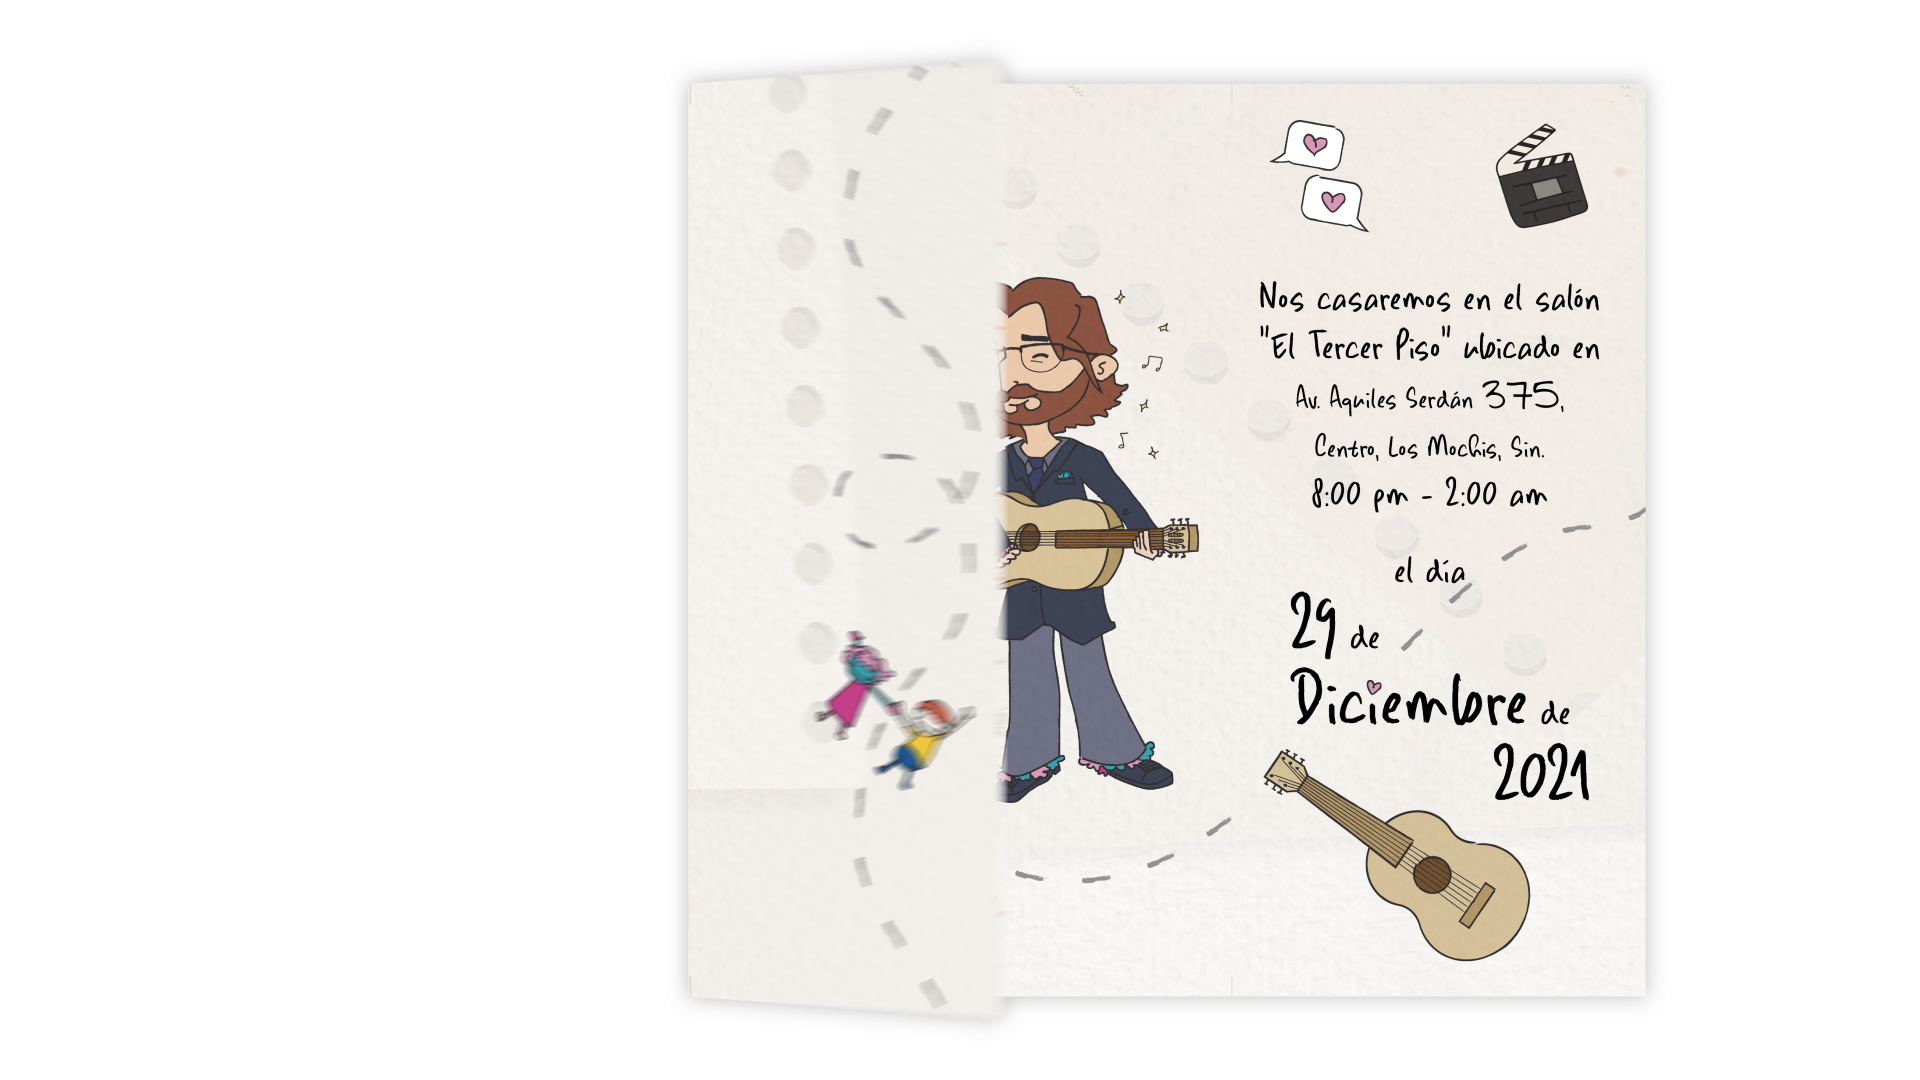 Nos casaremos en el salón
"El Tercer Piso" ubicado en
Av. Aquiles Serdán 375,
Centro, Los Mochis, Sin.
8:00 pm - 2:00 am
el día
29 de
Diciembre de
2021